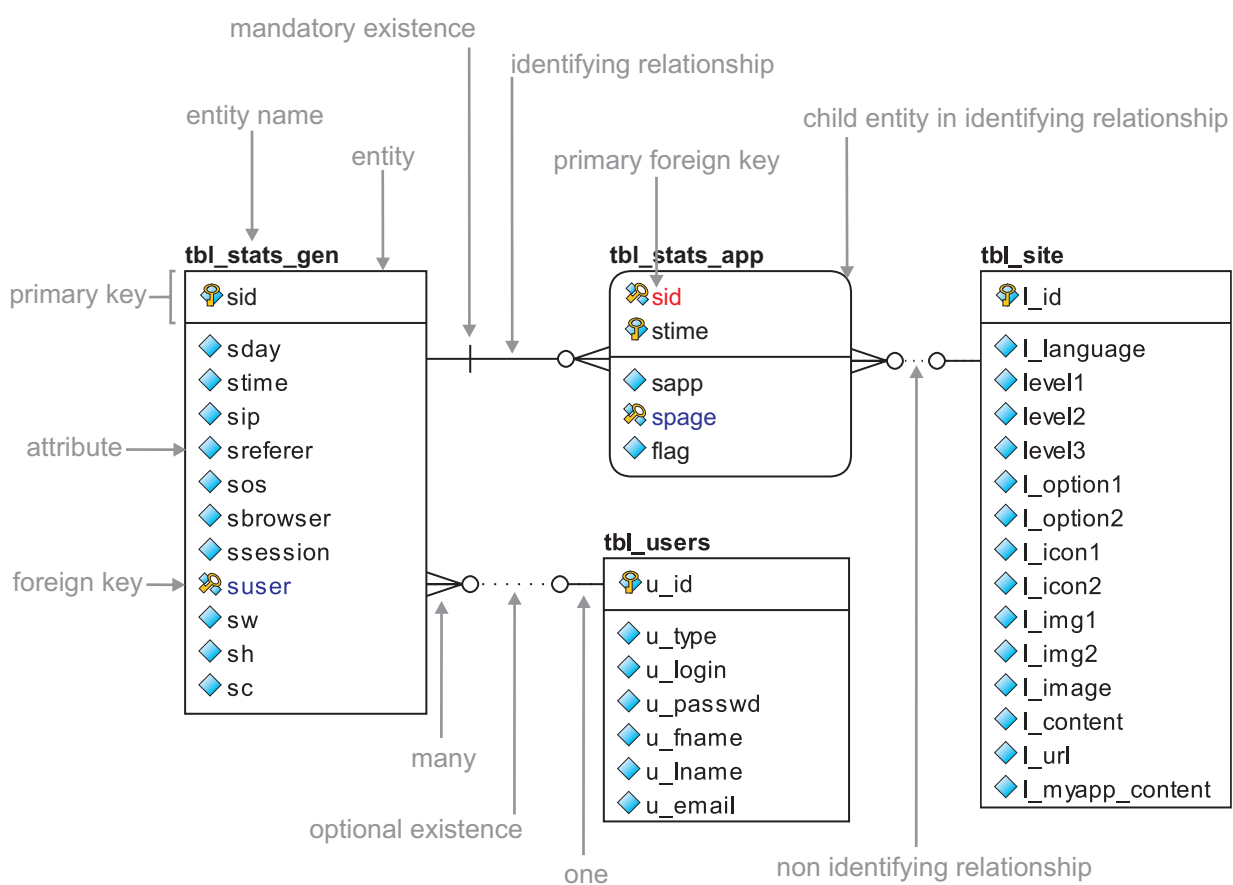 mandatory existence
identifying relationship
entity name
child entity in identifying relationship
entity
primary foreign key
tbl_stats_gen
primary key
sid
sday
stime
sip
attribute
sreferer
sos
sbrowser
ssession
foreign key
suser
sw
sh
sc
tbl_stats_app
sid
stime
sapp
spage
flag
tbl_site
l_id
l_language
level1
level2
level3
l_option1
l_option2
l_icon1
l_icon2
l_img1
l_img2
l_image
l_content
l_url
l_myapp_content
tbl_users
u_id
u_type
u_login
u_passwd
u_fname
u_lname
u_email
many
optional existence
one
non identifying relationship